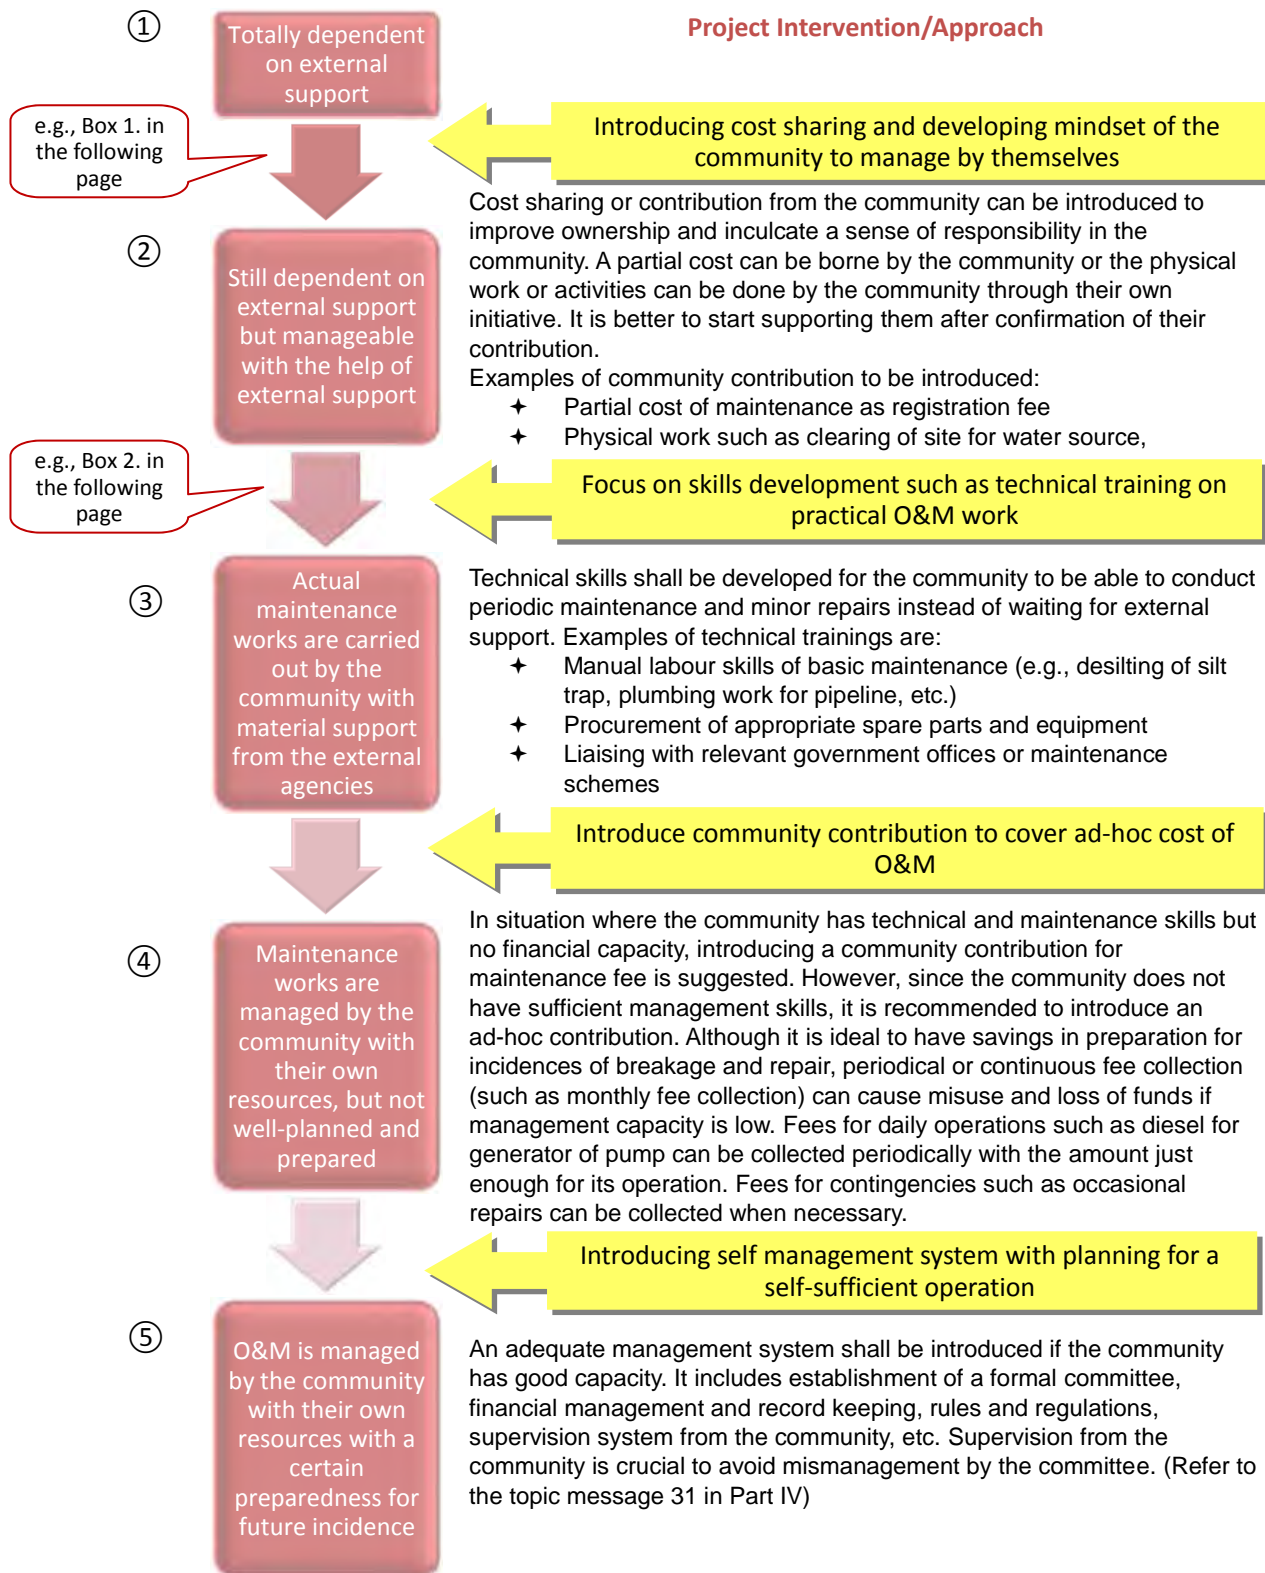 ①
Totally dependent
on external
support
Project Intervention/Approach
e.g., Box 1. in
the following
page
Introducing cost sharing and developing mindset of the
community to manage by themselves
②
Still dependent on
external support
but manageable
with the help of
external support
Cost sharing or contribution from the community can be introduced to
improve ownership and inculcate a sense of responsibility in the
community. A partial cost can be borne by the community or the physical
work or activities can be done by the community through their own
initiative. It is better to start supporting them after confirmation of their
contribution.
Examples of community contribution to be introduced:
✦ Partial cost of maintenance as registration fee
✦ Physical work such as clearing of site for water source,
e.g., Box 2. in
the following
page
Focus on skills development such as technical training on
practical O&M work
③
Actual
maintenance
works are carried
out by the
community with
material support
from the external
agencies
Technical skills shall be developed for the community to be able to conduct
periodic maintenance and minor repairs instead of waiting for external
support. Examples of technical trainings are:
✦ Manual labour skills of basic maintenance (e.g., desilting of silt
trap, plumbing work for pipeline, etc.)
✦ Procurement of appropriate spare parts and equipment
✦ Liaising with relevant government offices or maintenance
schemes
Introduce community contribution to cover ad-hoc cost of
O&M
④
Maintenance
works are
managed by the
community with
their own
resources, but not
well-planned and
prepared
In situation where the community has technical and maintenance skills but
no financial capacity, introducing a community contribution for
maintenance fee is suggested. However, since the community does not
have sufficient management skills, it is recommended to introduce an
ad-hoc contribution. Although it is ideal to have savings in preparation for
incidences of breakage and repair, periodical or continuous fee collection
(such as monthly fee collection) can cause misuse and loss of funds if
management capacity is low. Fees for daily operations such as diesel for
generator of pump can be collected periodically with the amount just
enough for its operation. Fees for contingencies such as occasional
repairs can be collected when necessary.
Introducing self management system with planning for a
self-sufficient operation
⑤
O&M is managed
by the community
with their own
resources with a
certain
preparedness for
future incidence
An adequate management system shall be introduced if the community
has good capacity. It includes establishment of a formal committee,
financial management and record keeping, rules and regulations,
supervision system from the community, etc. Supervision from the
community is crucial to avoid mismanagement by the committee. (Refer to
the topic message 31 in Part IV)